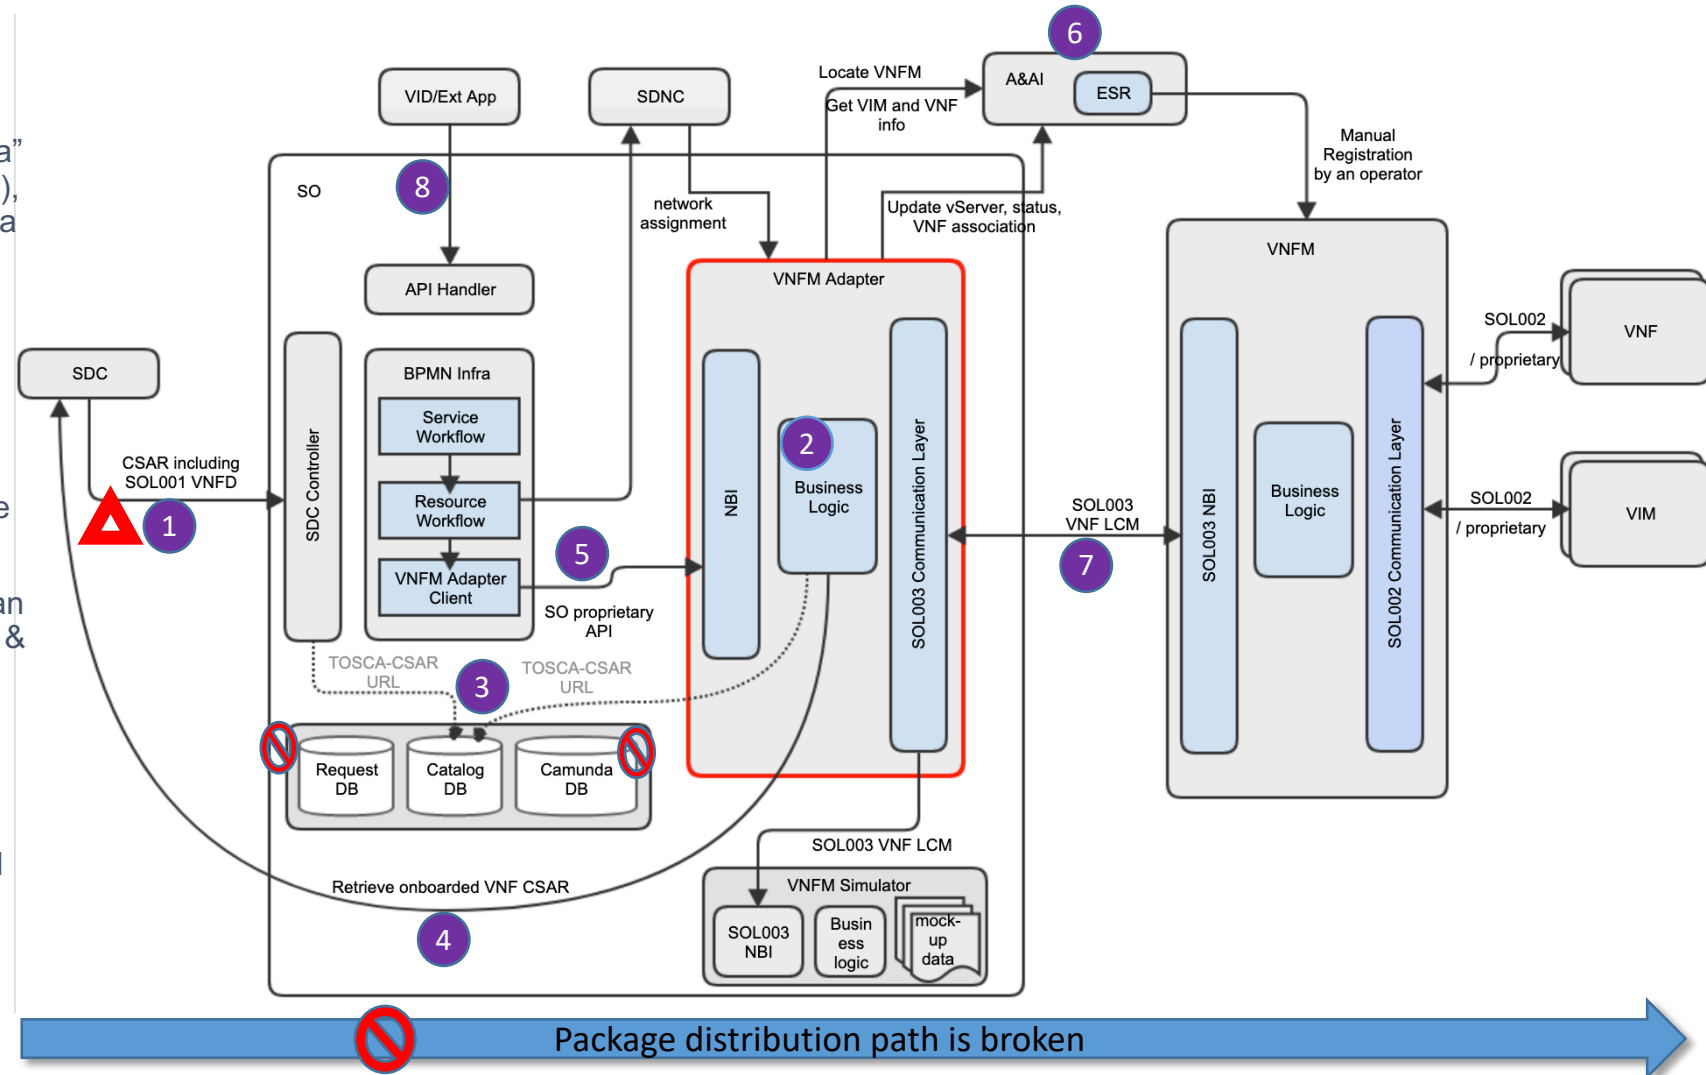 6
A&AI
ESR
Locate VNFM
Get VIM and VNF
info
VID/Ext App
SDNC
Manual
Registration
by an operator
a”
),
a
SO
8
network
assignment
Update vServer, status,
VNF association
API Handler
VNFM Adapter
VNFM
SDC
BPMN Infra
Service
Workflow
Resource
Workflow
VNFM Adapter
Client
SDC Controller
CSAR including
SOL001 VNFD
1
e
an
&
5
SO proprietary
API
NBI
2
Business
Logic
SOL003 Communication Layer
SOL003
VNF LCM
7
SOL003 NBI
Business
Logic
SOL002 Communication Layer
SOL002
/ proprietary
VNF
SOL002
/ proprietary
VIM
TOSCA-CSAR
URL
3
TOSCA-CSAR
URL
Request
DB
Catalog
DB
Camunda
DB
SOL003 VNF LCM
Retrieve onboarded VNF CSAR
4
VNFM Simulator
SOL003
NBI
Busin
ess
logic
mock-
up
data
Package distribution path is broken